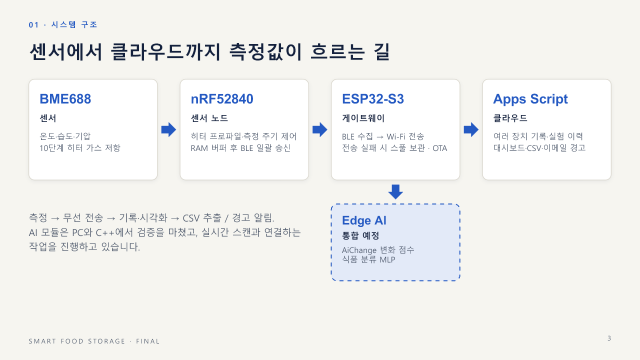 01 · 시스템 구조
센서에서 클라우드까지 측정값이 흐르는 길
BME688
센서
온도·습도·기압
10단계 히터 가스 저항
nRF52840
센서 노드
히터 프로파일·측정 주기 제어
RAM 버퍼 후 BLE 일괄 송신
ESP32-S3
게이트웨이
BLE 수집 → Wi-Fi 전송
전송 실패 시 스풀 보관 · OTA
Apps Script
클라우드
여러 장치 기록·실험 이력
대시보드·CSV·이메일 경고
측정 → 무선 전송 → 기록·시각화 → CSV 추출 / 경고 알림.
AI 모듈은 PC와 C++에서 검증을 마쳤고, 실시간 스캔과 연결하는
작업을 진행하고 있습니다.
Edge AI
통합 예정
AiChange 변화 점수
식품 분류 MLP
SMART FOOD STORAGE · FINAL
3